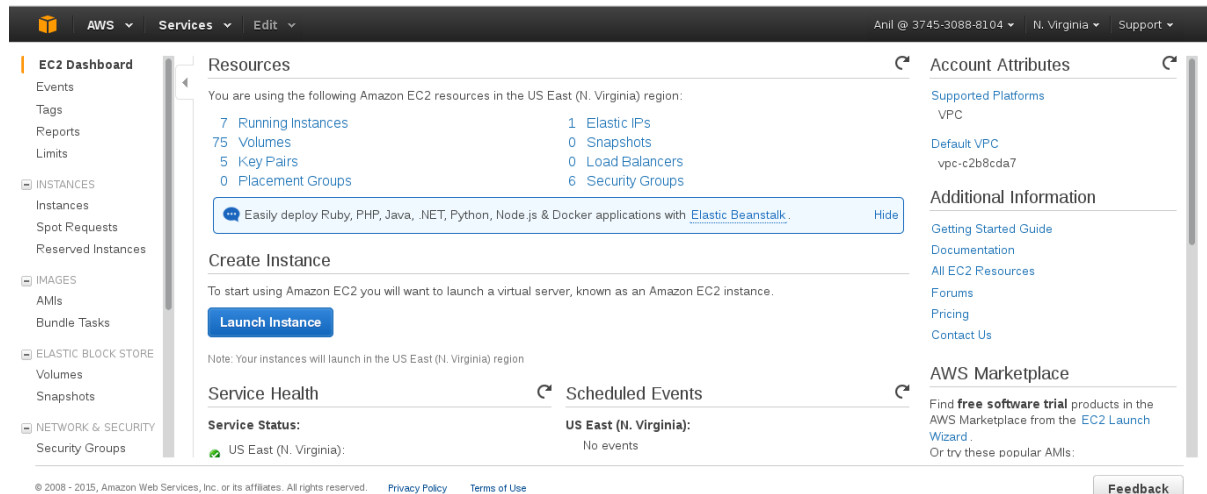 AWS Services Edit Anil @ 3745-3088-8104 N. Virginia Support
EC2 Dashboard
Events
Tags
Reports
Limits
INSTANCES
Instances
Spot Requests
Reserved Instances
IMAGES
AMIs
Bundle Tasks
ELASTIC BLOCK STORE
Volumes
Snapshots
NETWORK & SECURITY
Security Groups
Resources
You are using the following Amazon EC2 resources in the US East (N. Virginia) region:
7 Running Instances 1 Elastic IPs
75 Volumes 0 Snapshots
5 Key Pairs 0 Load Balancers
0 Placement Groups 6 Security Groups
Easily deploy Ruby, PHP, Java, .NET, Python, Node.js & Docker applications with Elastic Beanstalk. Hide
Create Instance
To start using Amazon EC2 you will want to launch a virtual server, known as an Amazon EC2 instance.
Launch Instance
Note: Your instances will launch in the US East (N. Virginia) region
Service Health
Service Status:
US East (N. Virginia):
Scheduled Events
US East (N. Virginia):
No events
Account Attributes
Supported Platforms
VPC
Default VPC
vpc-c2b8cda7
Additional Information
Getting Started Guide
Documentation
All EC2 Resources
Forums
Pricing
Contact Us
AWS Marketplace
Find free software trial products in the
AWS Marketplace from the EC2 Launch
Wizard.
Or try these popular AMIs:
© 2008 - 2015, Amazon Web Services, Inc. or its affiliates. All rights reserved. Privacy Policy Terms of Use Feedback